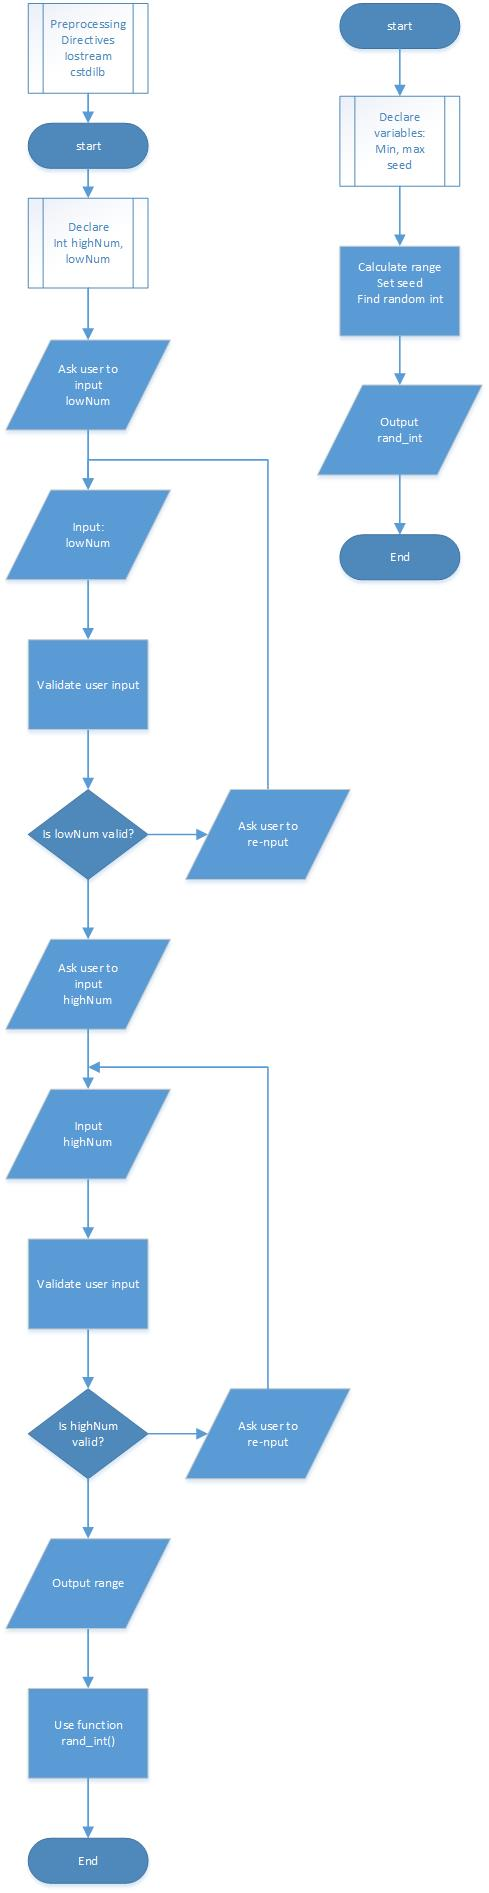 Preprocessing
Directives
Iostream
cstdilb
start
Declare
Int highNum,
lowNum
Ask user to
input
lowNum
Input:
lowNum
Validate user input
Is lowNum valid?
Ask user to
re-nput
Ask user to
input
highNum
Input
highNum
Validate user input
Is highNum
valid?
Ask user to
re-nput
Output range
Use function
rand_int()
End
start
Declare
variables:
Min, max
seed
Calculate range
Set seed
Find random int
Output
rand_int
End